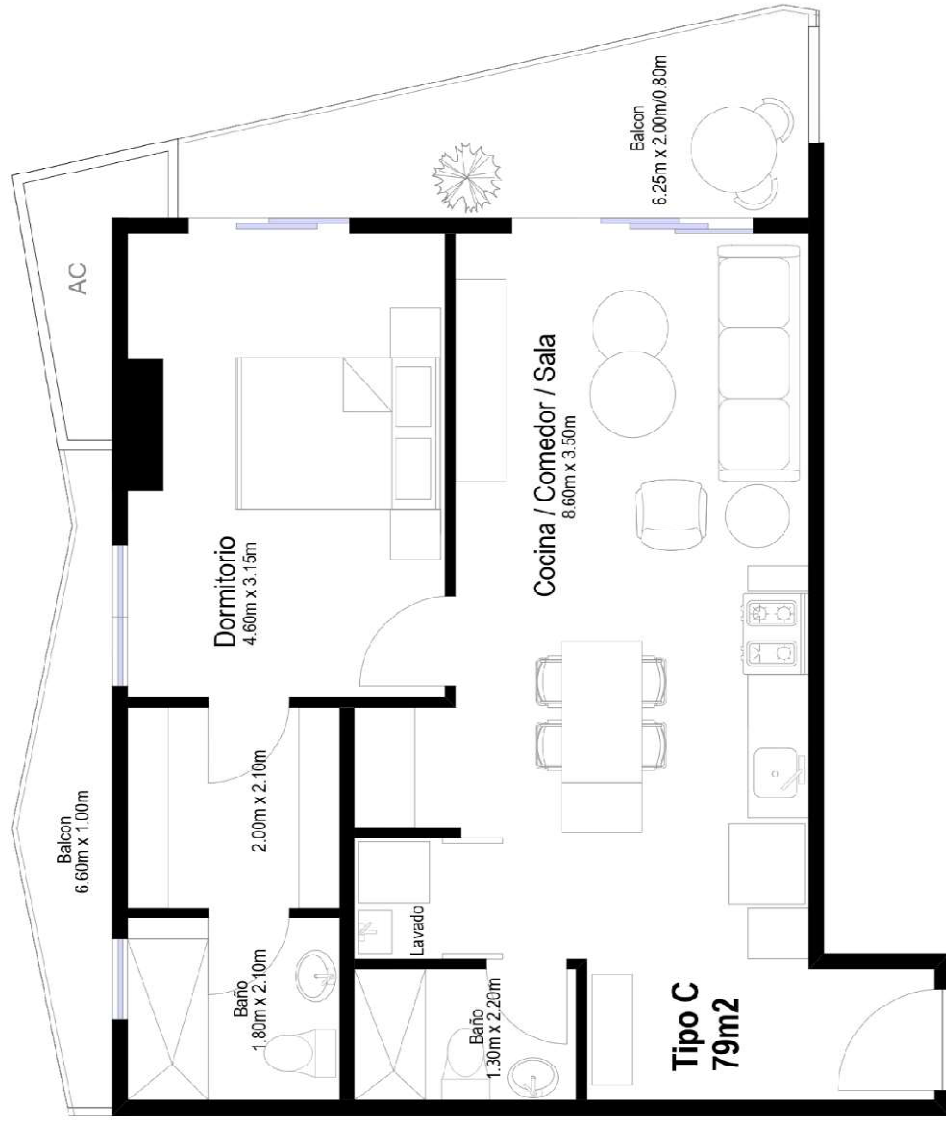 AC
Balcon
6.25m x 2.00m/0.80m
Dormitorio
4.60m x 3.15m
Cocina / Comedor / Sala
8.60m x 3.50m
Balcon
6.60m x 1.00m
2.00m x 2.10m
Lavado
Baño
1.80m x 2.10m
Baño
1.30m x 2.20m
Tipo C
79m2